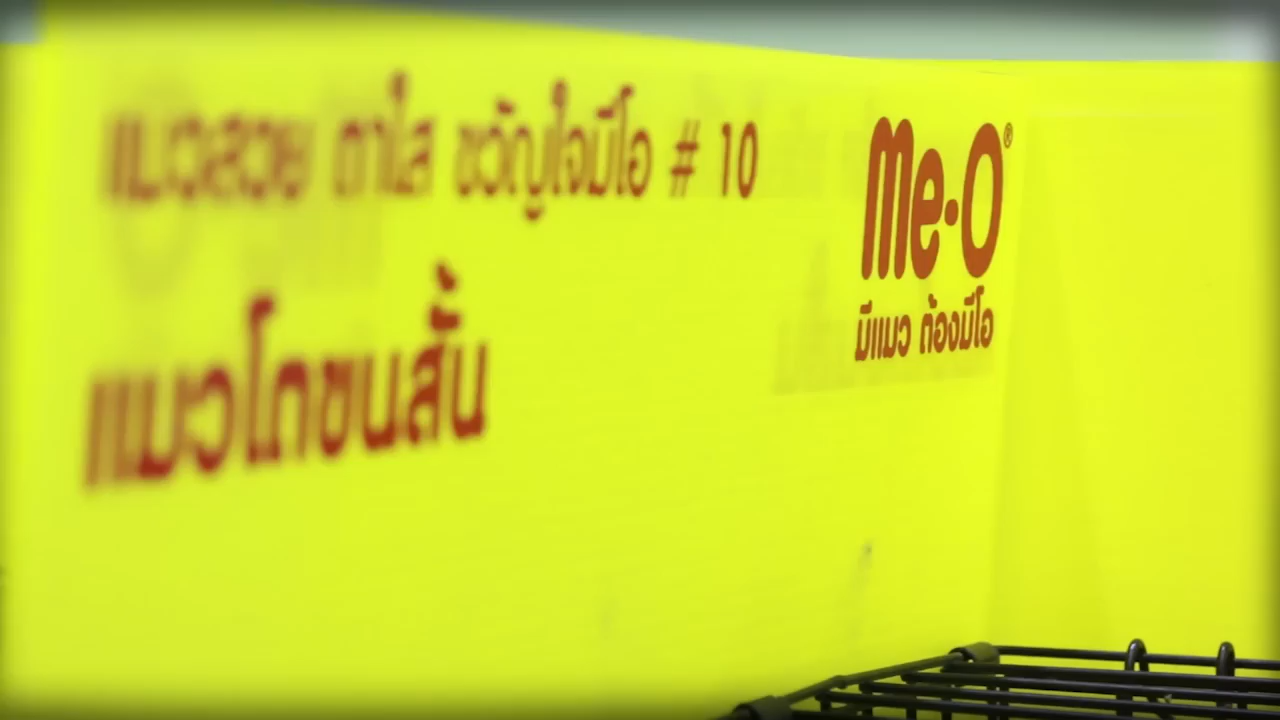 แมวสวย ตาใส ขวัญใจมีโอ # 10
me-O®
มีแมว ต้องมีโอ
แมวโตขนสั้น